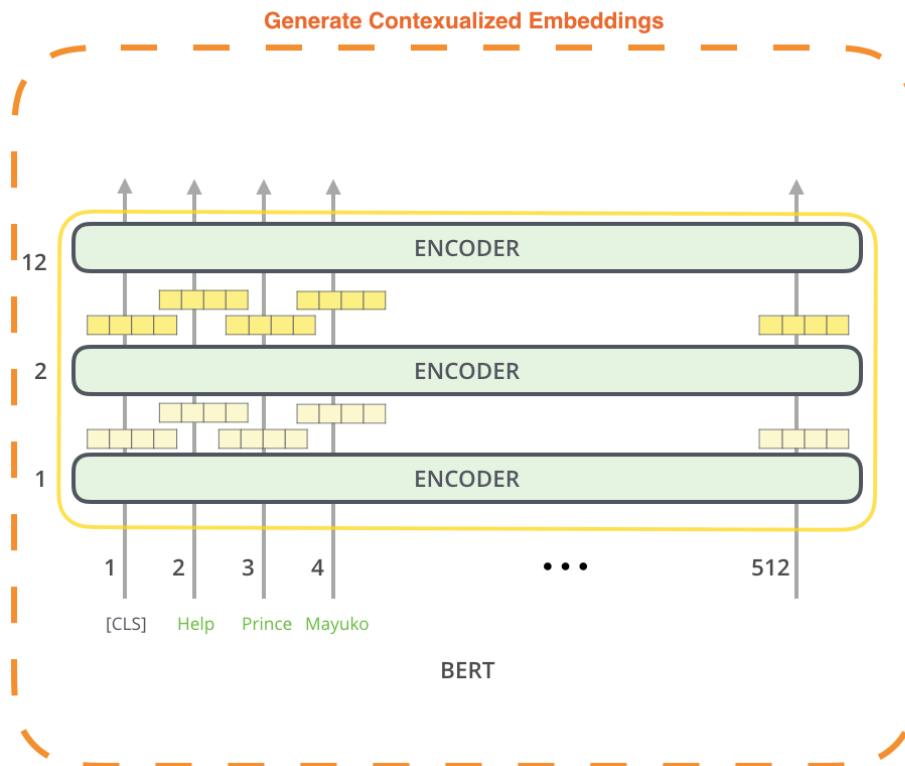 Generate Contexualized Embeddings
12 ENCODER
2 ENCODER
1 ENCODER
1 2 3 4 ••• 512
[CLS] Help Prince Mayuko
BERT